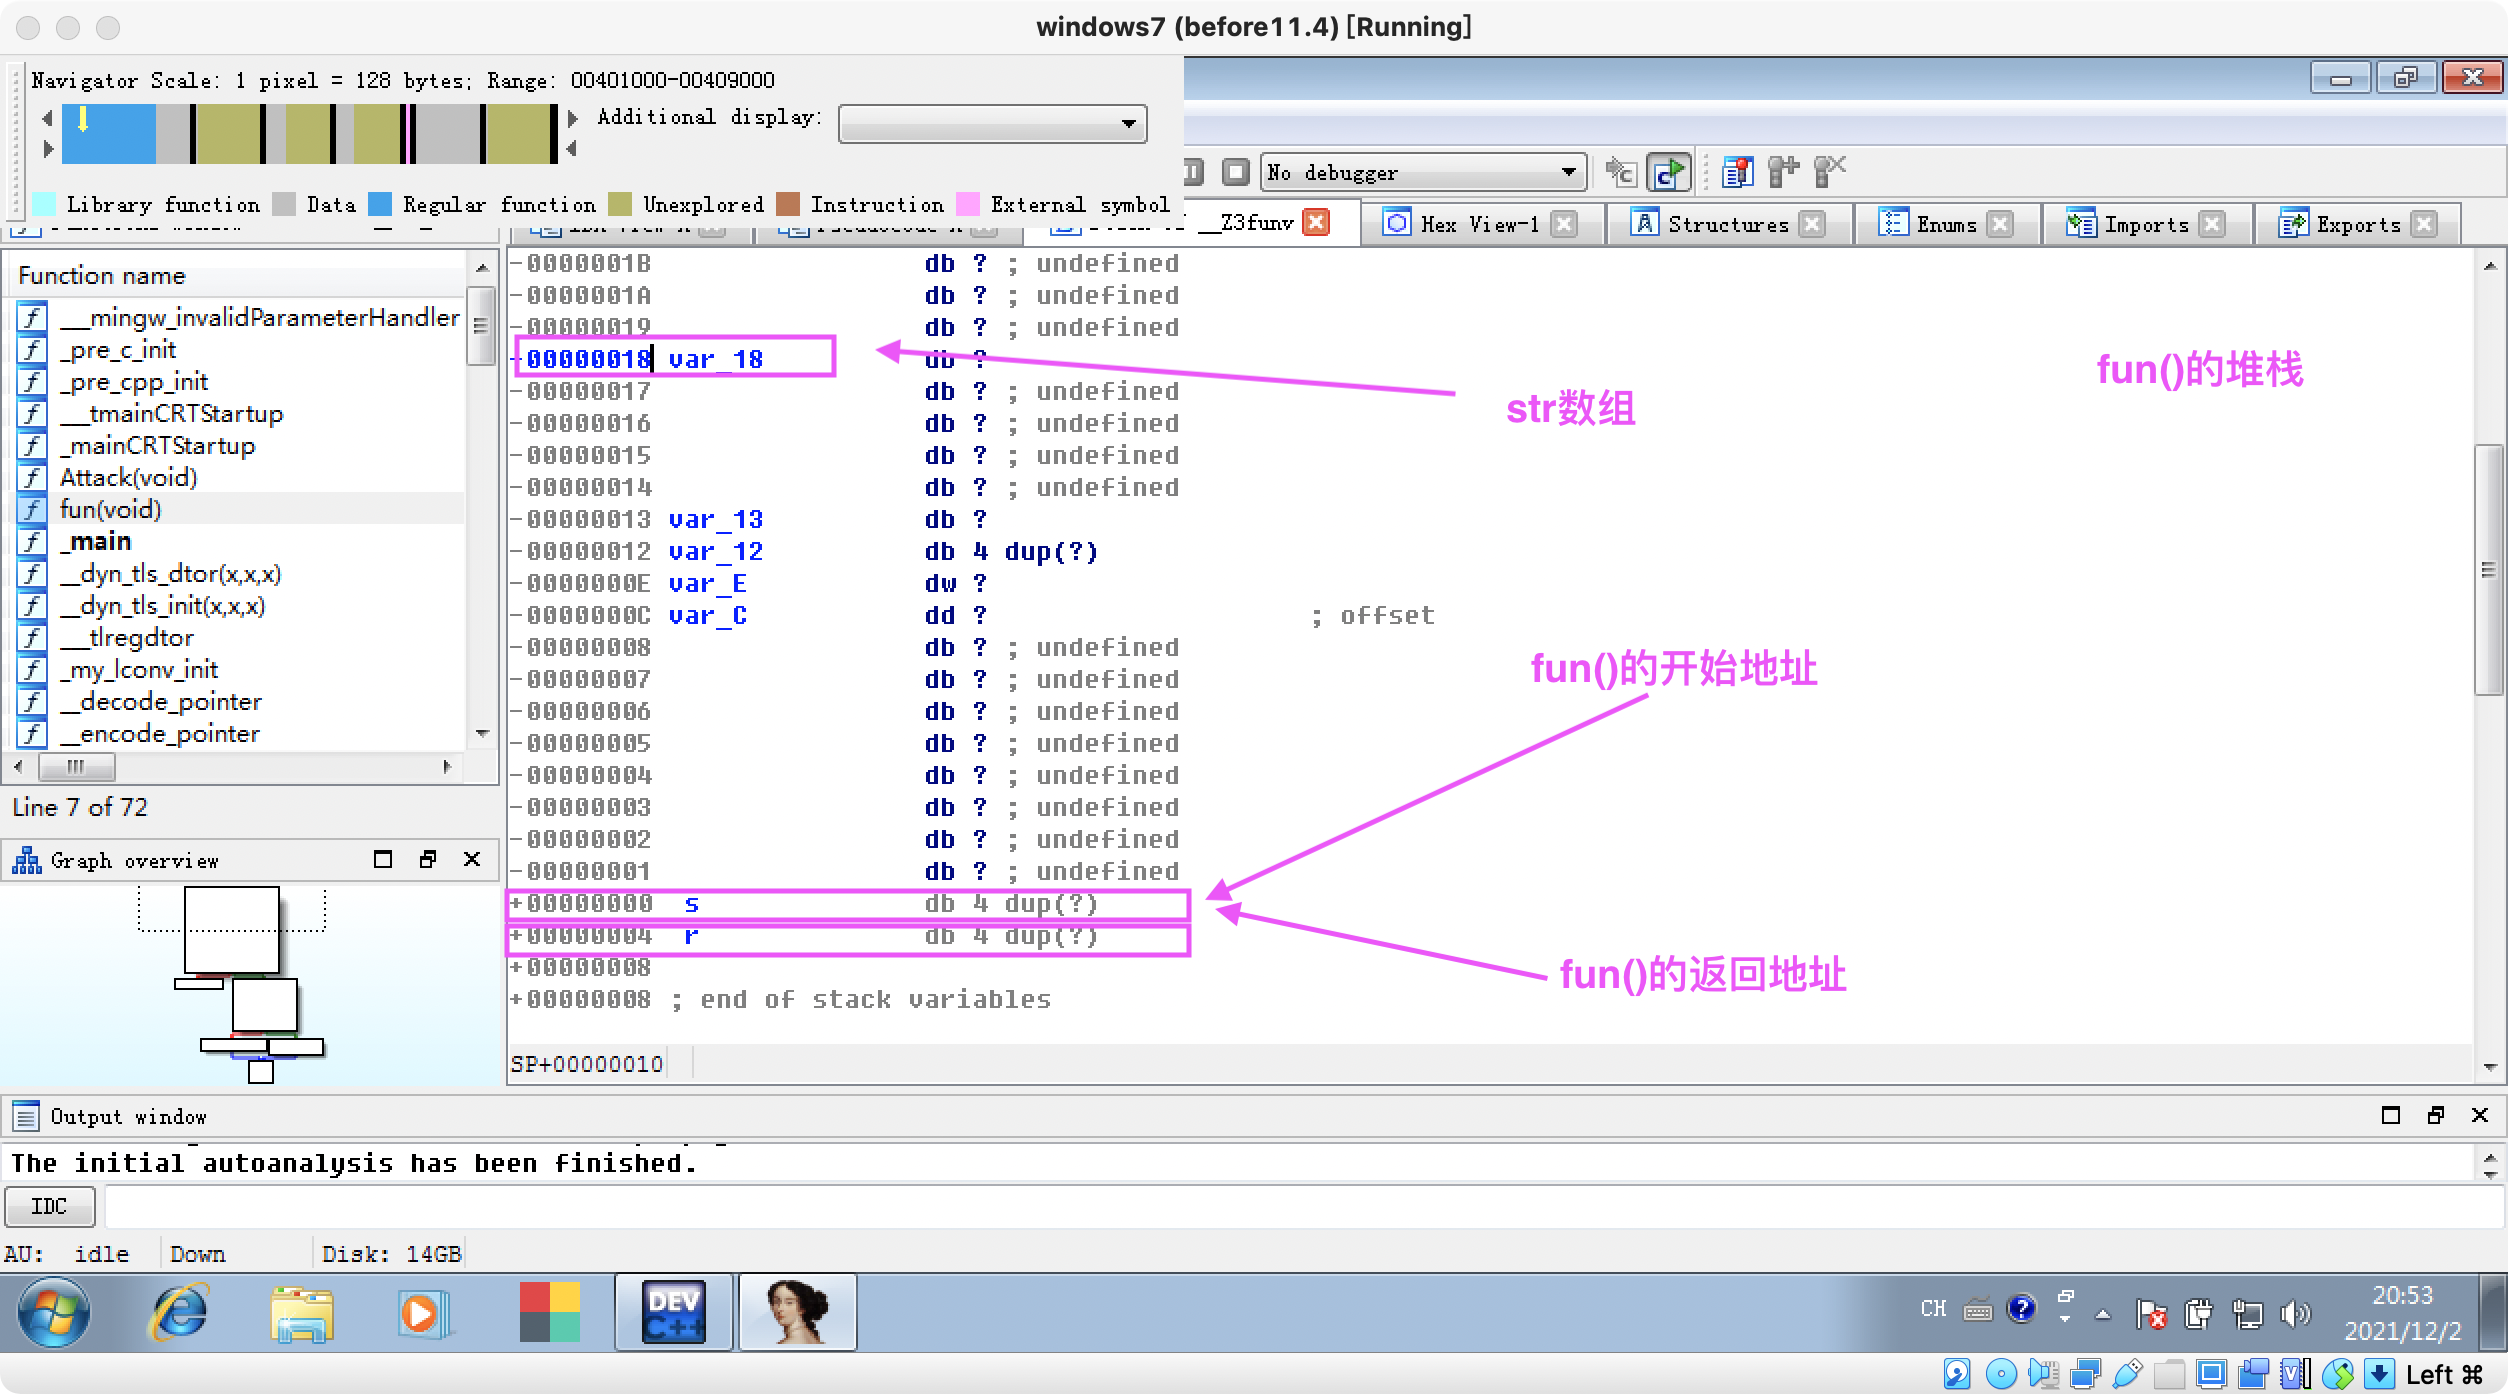 windows7 (before11.4) [Running]
Navigator Scale: 1 pixel = 128 bytes; Range: 00401000-00409000
Additional display:
Library function Data Regular function Unexplored Instruction External symbol
No debugger
__Z3funv Hex View-1 Structures Enums Imports Exports
Function name
__mingw_invalidParameterHandler
_pre_c_init
_pre_cpp_init
___tmainCRTStartup
_mainCRTStartup
Attack(void)
fun(void)
_main
__dyn_tls_dtor(x,x,x)
__dyn_tls_init(x,x,x)
___tlregdtor
_my_lconv_init
__decode_pointer
__encode_pointer
Line 7 of 72
Graph overview
-0000001B db ? ; undefined
-0000001A db ? ; undefined
-00000019 db ? ; undefined
-00000018 var_18 db ?
-00000017 db ? ; undefined
-00000016 db ? ; undefined
-00000015 db ? ; undefined
-00000014 db ? ; undefined
-00000013 var_13 db ?
-00000012 var_12 db 4 dup(?)
-0000000E var_E dw ?
-0000000C var_C dd ? ; offset
-00000008 db ? ; undefined
-00000007 db ? ; undefined
-00000006 db ? ; undefined
-00000005 db ? ; undefined
-00000004 db ? ; undefined
-00000003 db ? ; undefined
-00000002 db ? ; undefined
-00000001 db ? ; undefined
+00000000 s db 4 dup(?)
+00000004 r db 4 dup(?)
+00000008
+00000008 ; end of stack variables
fun()的堆栈
str数组
fun()的开始地址
fun()的返回地址
SP+00000010
Output window
The initial autoanalysis has been finished.
IDC
AU: idle Down Disk: 14GB
DEV
C++
CH
20:53
2021/12/2
Left ⌘